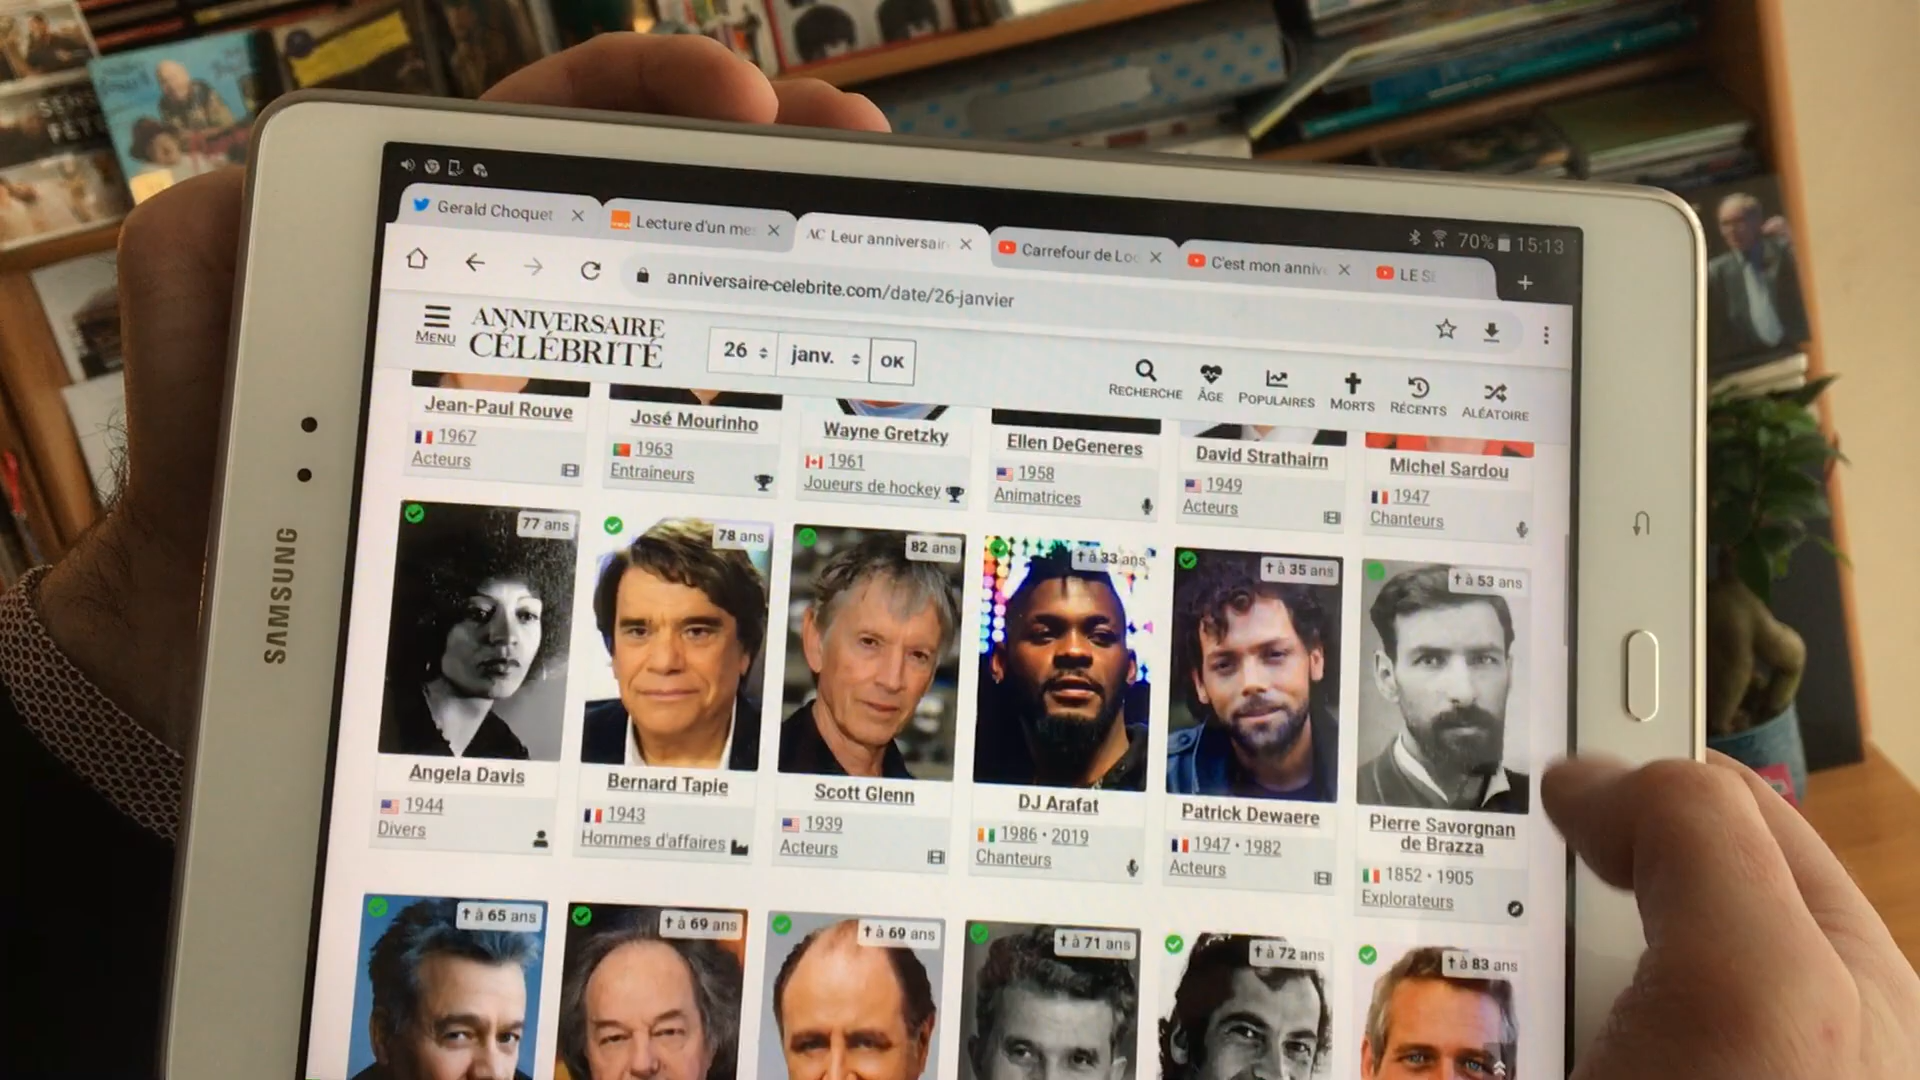 SAMSUNG
70% 15:13
Gerald Choquet
Lecture d'un me
AC Leur anniversair
Carrefour de Loc
C'est mon anniv
LE S
anniversaire-celebrite.com/date/26-janvier
MENU
ANNIVERSAIRE
CÉLÉBRITÉ
26 janv. OK
RECHERCHE ÂGE POPULAIRES MORTS RÉCENTS ALÉATOIRE
Jean-Paul Rouve
1967
Acteurs
José Mourinho
1963
Entraîneurs
Wayne Gretzky
1961
Joueurs de hockey
Ellen DeGeneres
1958
Animatrices
David Strathairn
1949
Acteurs
Michel Sardou
1947
Chanteurs
77 ans
Angela Davis
1944
Divers
78 ans
Bernard Tapie
1943
Hommes d'affaires
82 ans
Scott Glenn
1939
Acteurs
† à 33 ans
DJ Arafat
1986 • 2019
Chanteurs
† à 35 ans
Patrick Dewaere
1947 • 1982
Acteurs
† à 53 ans
Pierre Savorgnan
de Brazza
1852 • 1905
Explorateurs
† à 65 ans
† à 69 ans
† à 69 ans
† à 71 ans
† à 72 ans
† à 83 ans